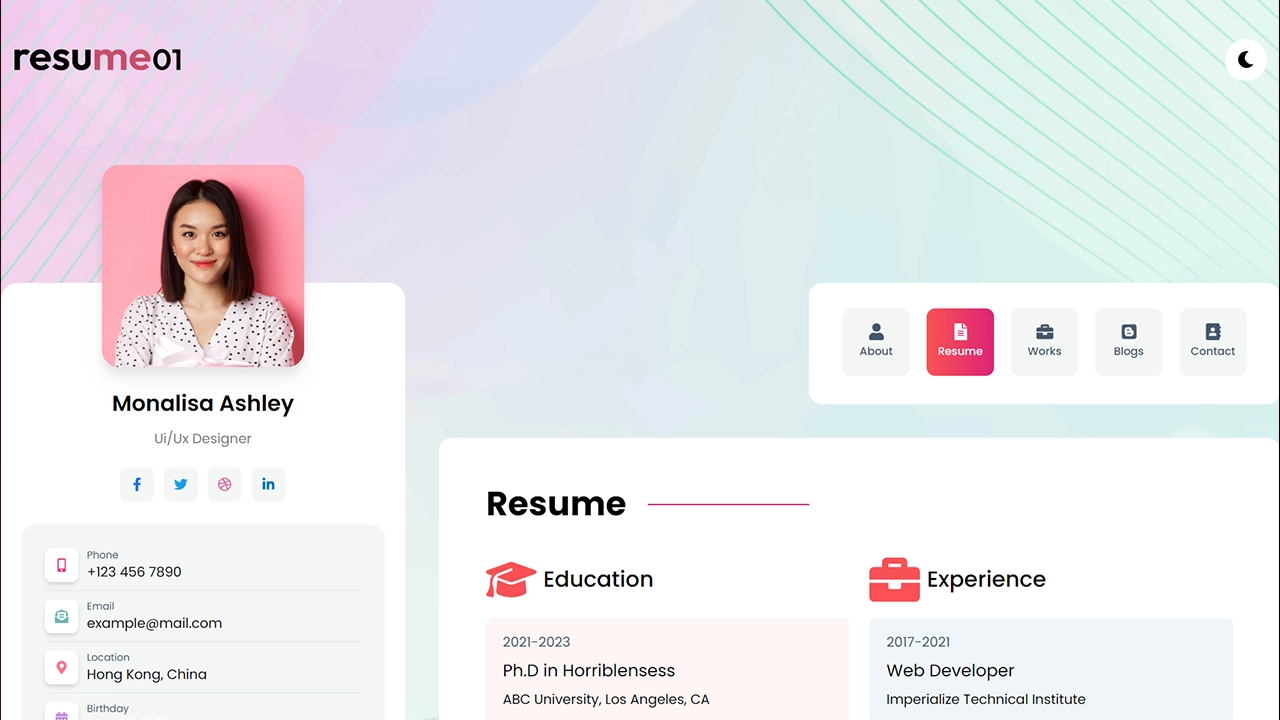 resume01
About
Resume
Works
Blogs
Contact
Monalisa Ashley
Ui/Ux Designer
Phone
+123 456 7890
Email
example@mail.com
Location
Hong Kong, China
Birthday
Resume
Education
2021-2023
Ph.D in Horriblensess
ABC University, Los Angeles, CA
Experience
2017-2021
Web Developer
Imperialize Technical Institute